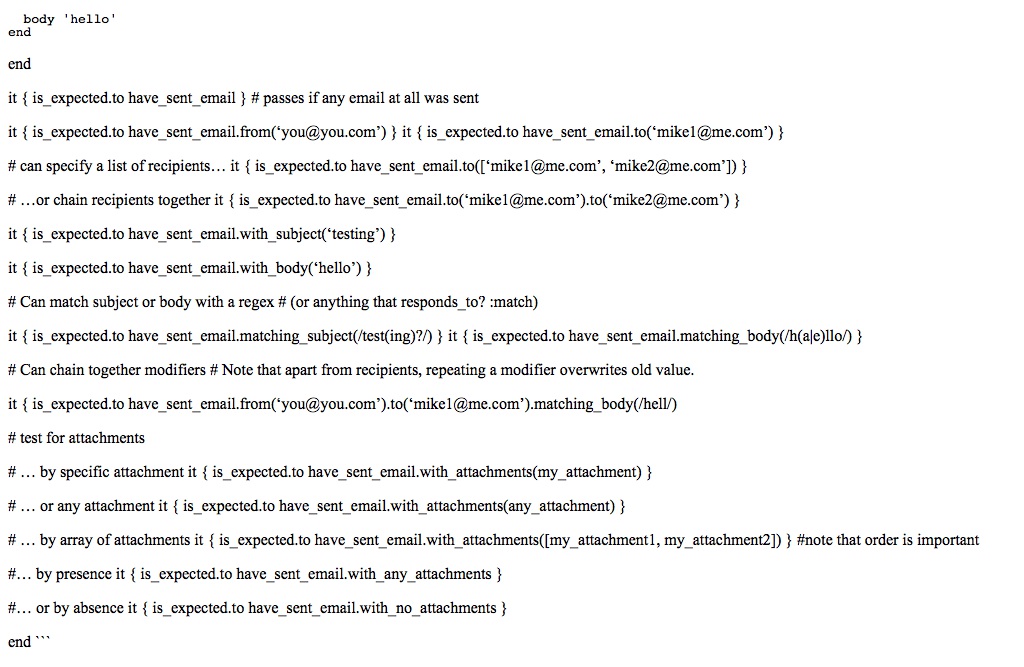 body 'hello'
end
end
it { is_expected.to have_sent_email } # passes if any email at all was sent
it { is_expected.to have_sent_email.from(‘you@you.com’) } it { is_expected.to have_sent_email.to(‘mike1@me.com’) }
# can specify a list of recipients… it { is_expected.to have_sent_email.to([‘mike1@me.com’, ‘mike2@me.com’]) }
# …or chain recipients together it { is_expected.to have_sent_email.to(‘mike1@me.com’).to(‘mike2@me.com’) }
it { is_expected.to have_sent_email.with_subject(‘testing’) }
it { is_expected.to have_sent_email.with_body(‘hello’) }
# Can match subject or body with a regex # (or anything that responds_to? :match)
it { is_expected.to have_sent_email.matching_subject(/test(ing)?/) } it { is_expected.to have_sent_email.matching_body(/h(a|e)llo/) }
# Can chain together modifiers # Note that apart from recipients, repeating a modifier overwrites old value.
it { is_expected.to have_sent_email.from(‘you@you.com’).to(‘mike1@me.com’).matching_body(/hell/)
# test for attachments
# … by specific attachment it { is_expected.to have_sent_email.with_attachments(my_attachment) }
# … or any attachment it { is_expected.to have_sent_email.with_attachments(any_attachment) }
# … by array of attachments it { is_expected.to have_sent_email.with_attachments([my_attachment1, my_attachment2]) } #note that order is important
#… by presence it { is_expected.to have_sent_email.with_any_attachments }
#… or by absence it { is_expected.to have_sent_email.with_no_attachments }
end ```